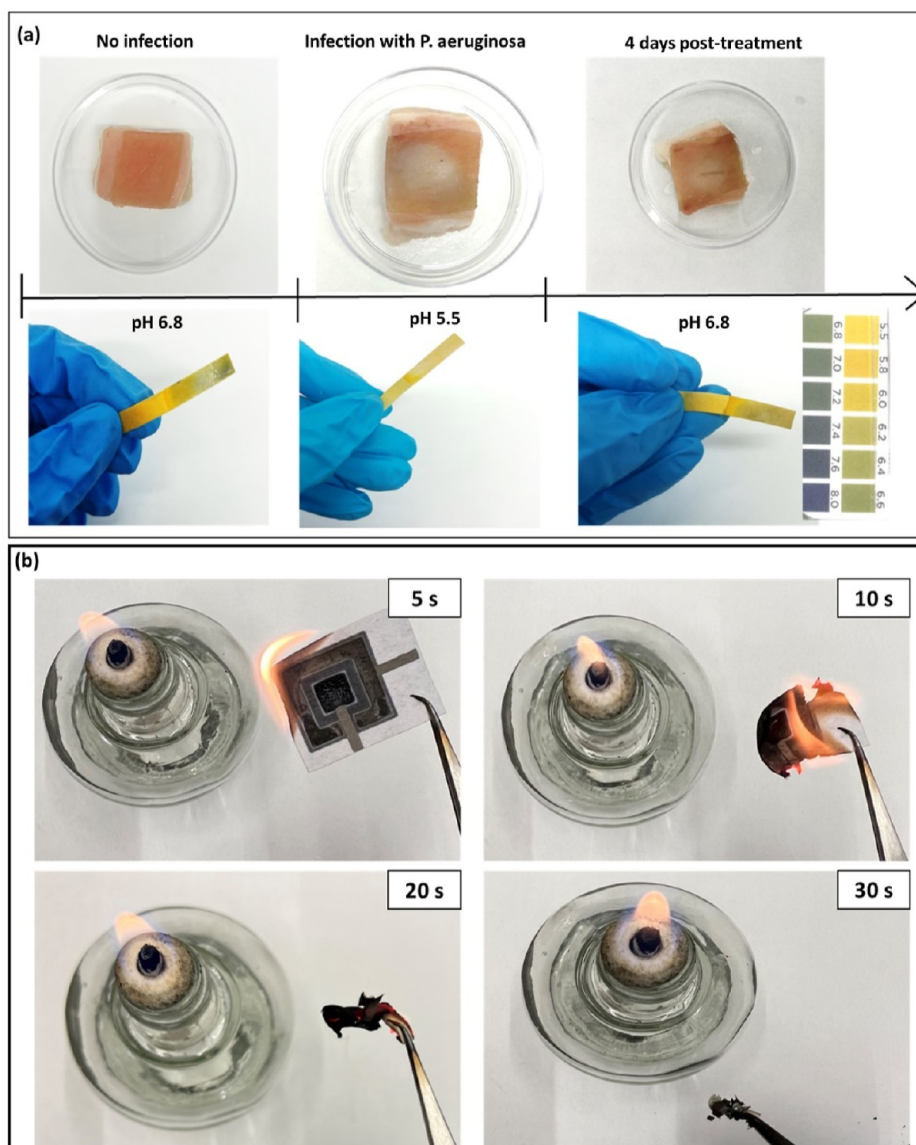 (a)
No infection
Infection with P. aeruginosa
4 days post-treatment
pH 6.8
pH 5.5
pH 6.8
6.8 5.5
7.0 5.8
7.2 6.0
7.4 6.2
7.6 6.4
8.0 6.6
(b)
5 s
10 s
20 s
30 s